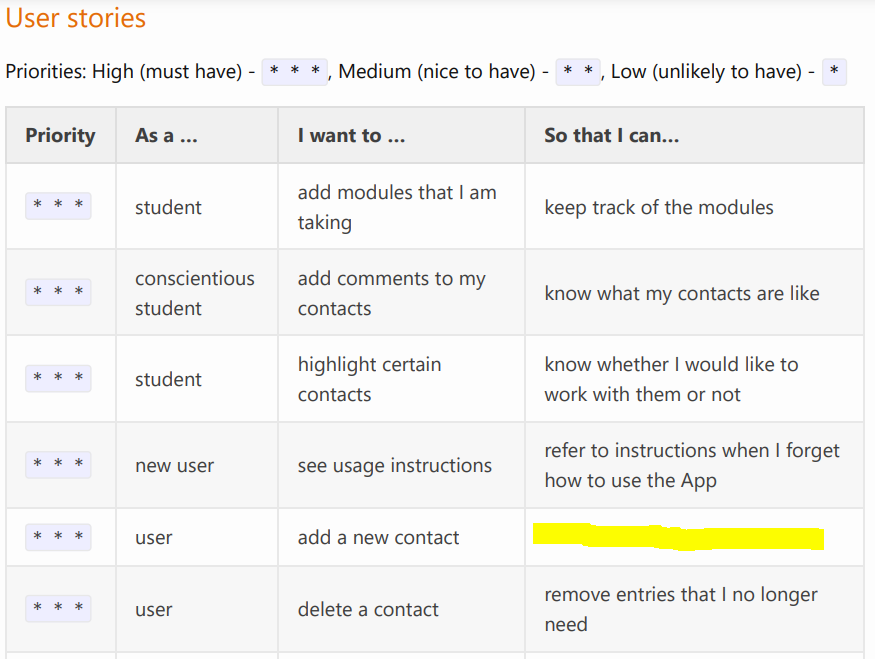 User stories
Priorities: High (must have) - * * *, Medium (nice to have) - * *, Low (unlikely to have) - *
Priority As a ... I want to ... So that I can...
* * * student add modules that I am taking keep track of the modules
* * * conscientious student add comments to my contacts know what my contacts are like
* * * student highlight certain contacts know whether I would like to work with them or not
* * * new user see usage instructions refer to instructions when I forget how to use the App
* * * user add a new contact
* * * user delete a contact remove entries that I no longer need